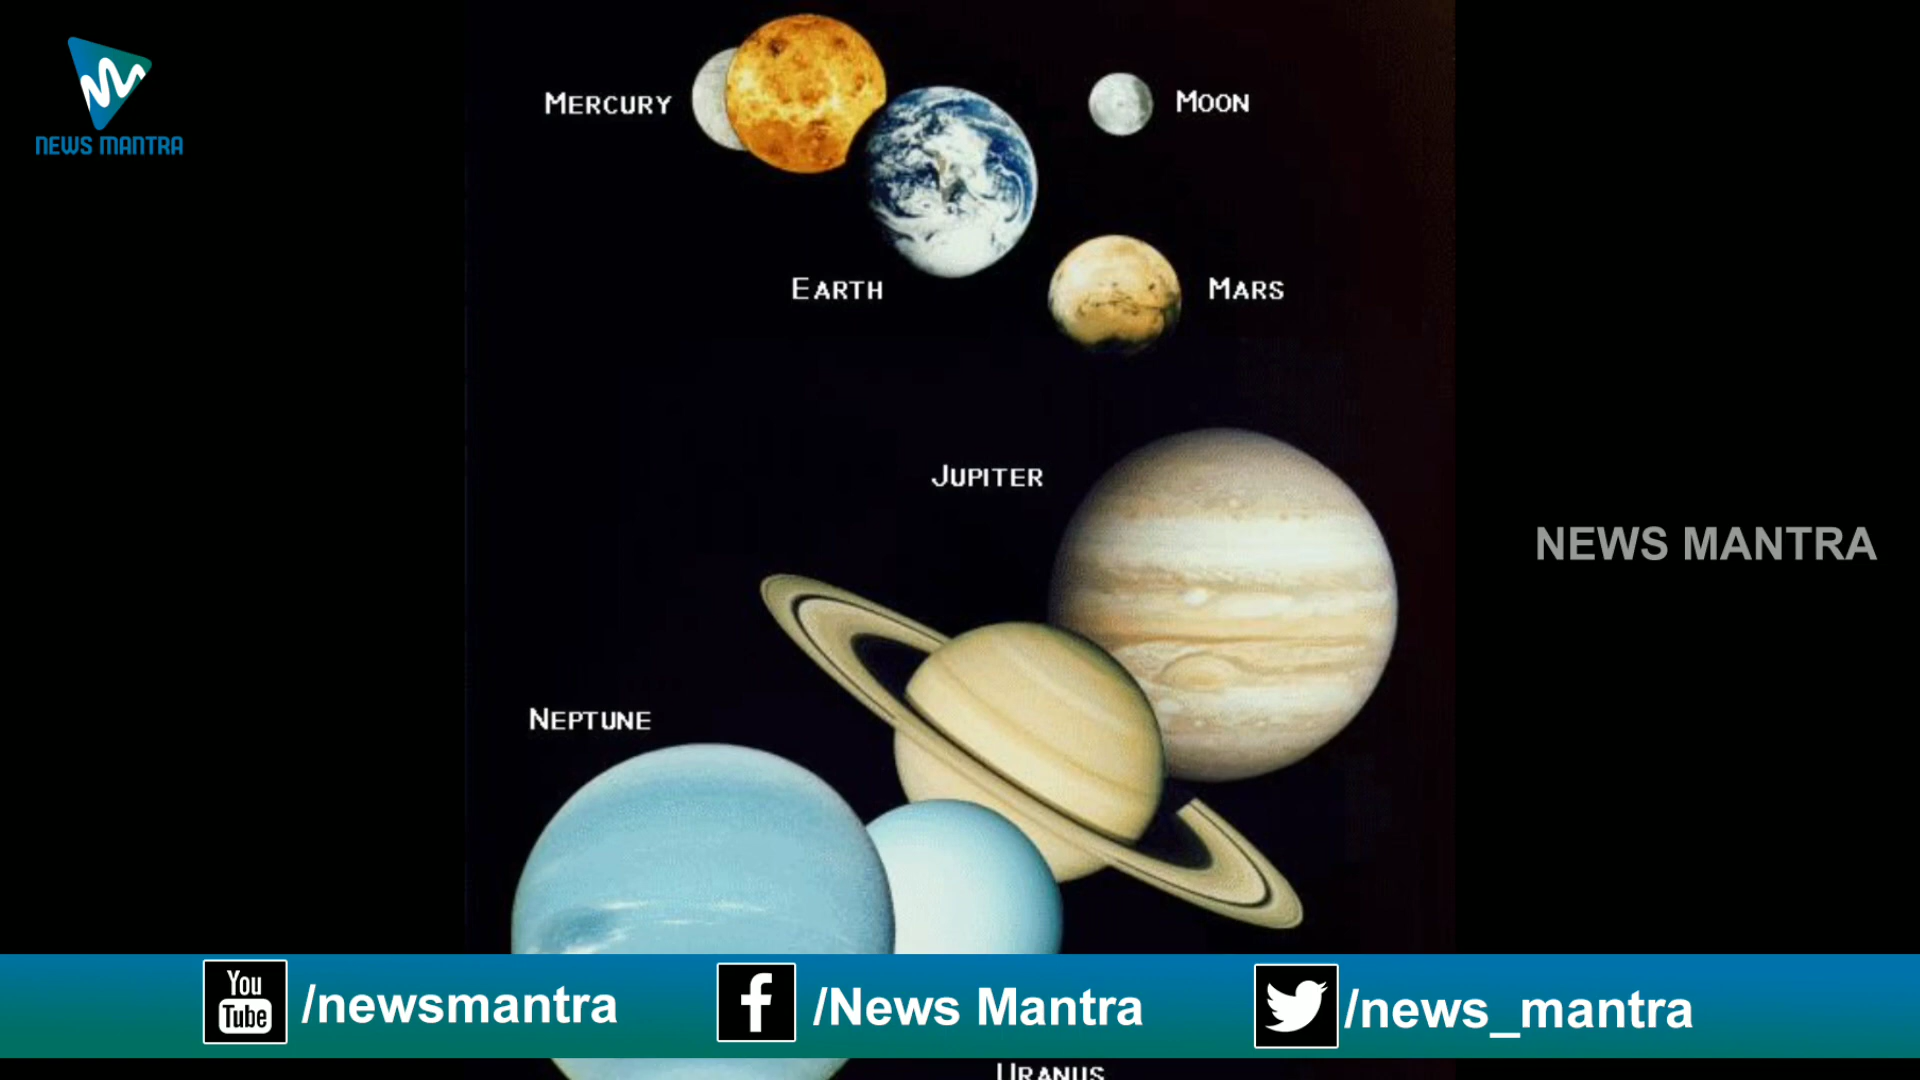 NEWS MANTRA
MERCURY
MOON
EARTH
MARS
JUPITER
NEWS MANTRA
NEPTUNE
You
Tube
/newsmantra
f
/News Mantra
/news_mantra
URANUS